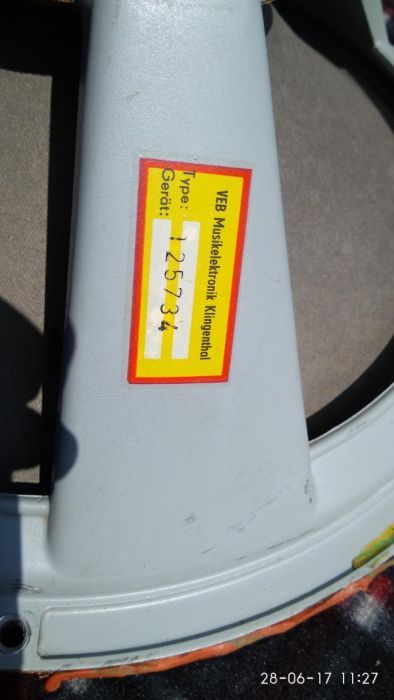 VEB Musikelektronik Klingenthal
Type:
Gerät: 125734
28-06-17 11:27